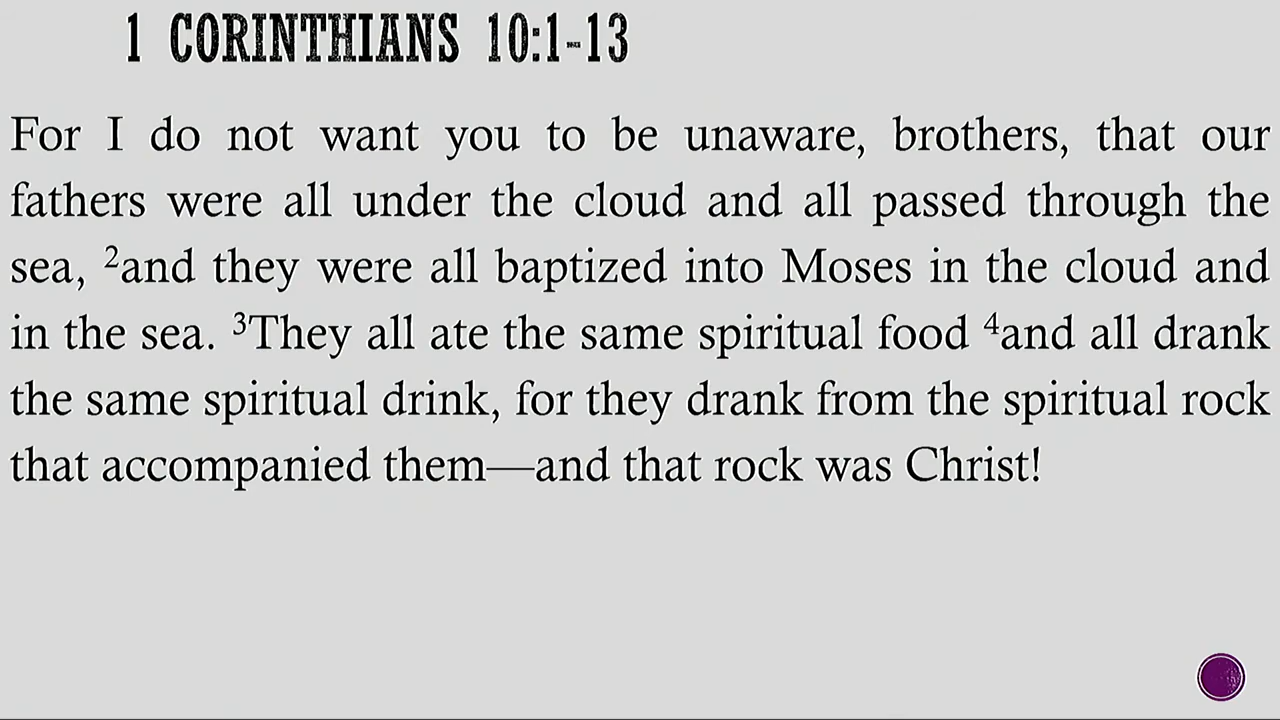 1 CORINTHIANS 10:1-13
For I do not want you to be unaware, brothers, that our
fathers were all under the cloud and all passed through the
sea, ²and they were all baptized into Moses in the cloud and
in the sea. ³They all ate the same spiritual food ⁴and all drank
the same spiritual drink, for they drank from the spiritual rock
that accompanied them—and that rock was Christ!